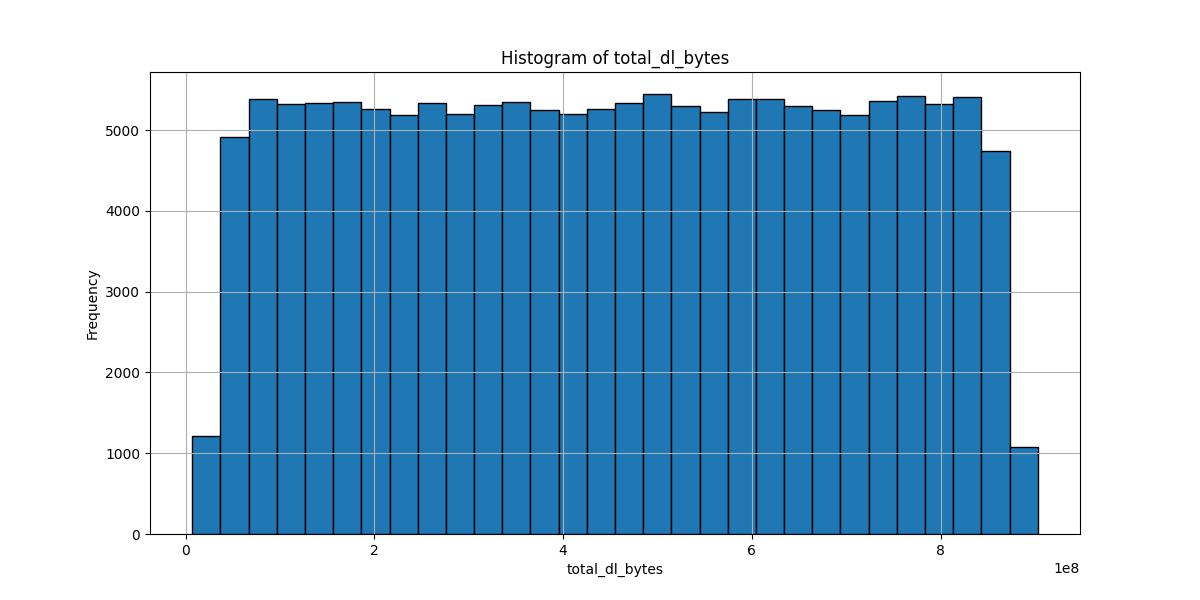 Histogram of total_dl_bytes
5000
4000
3000
2000
1000
0
Frequency
0 2 4 6 8
1e8
total_dl_bytes